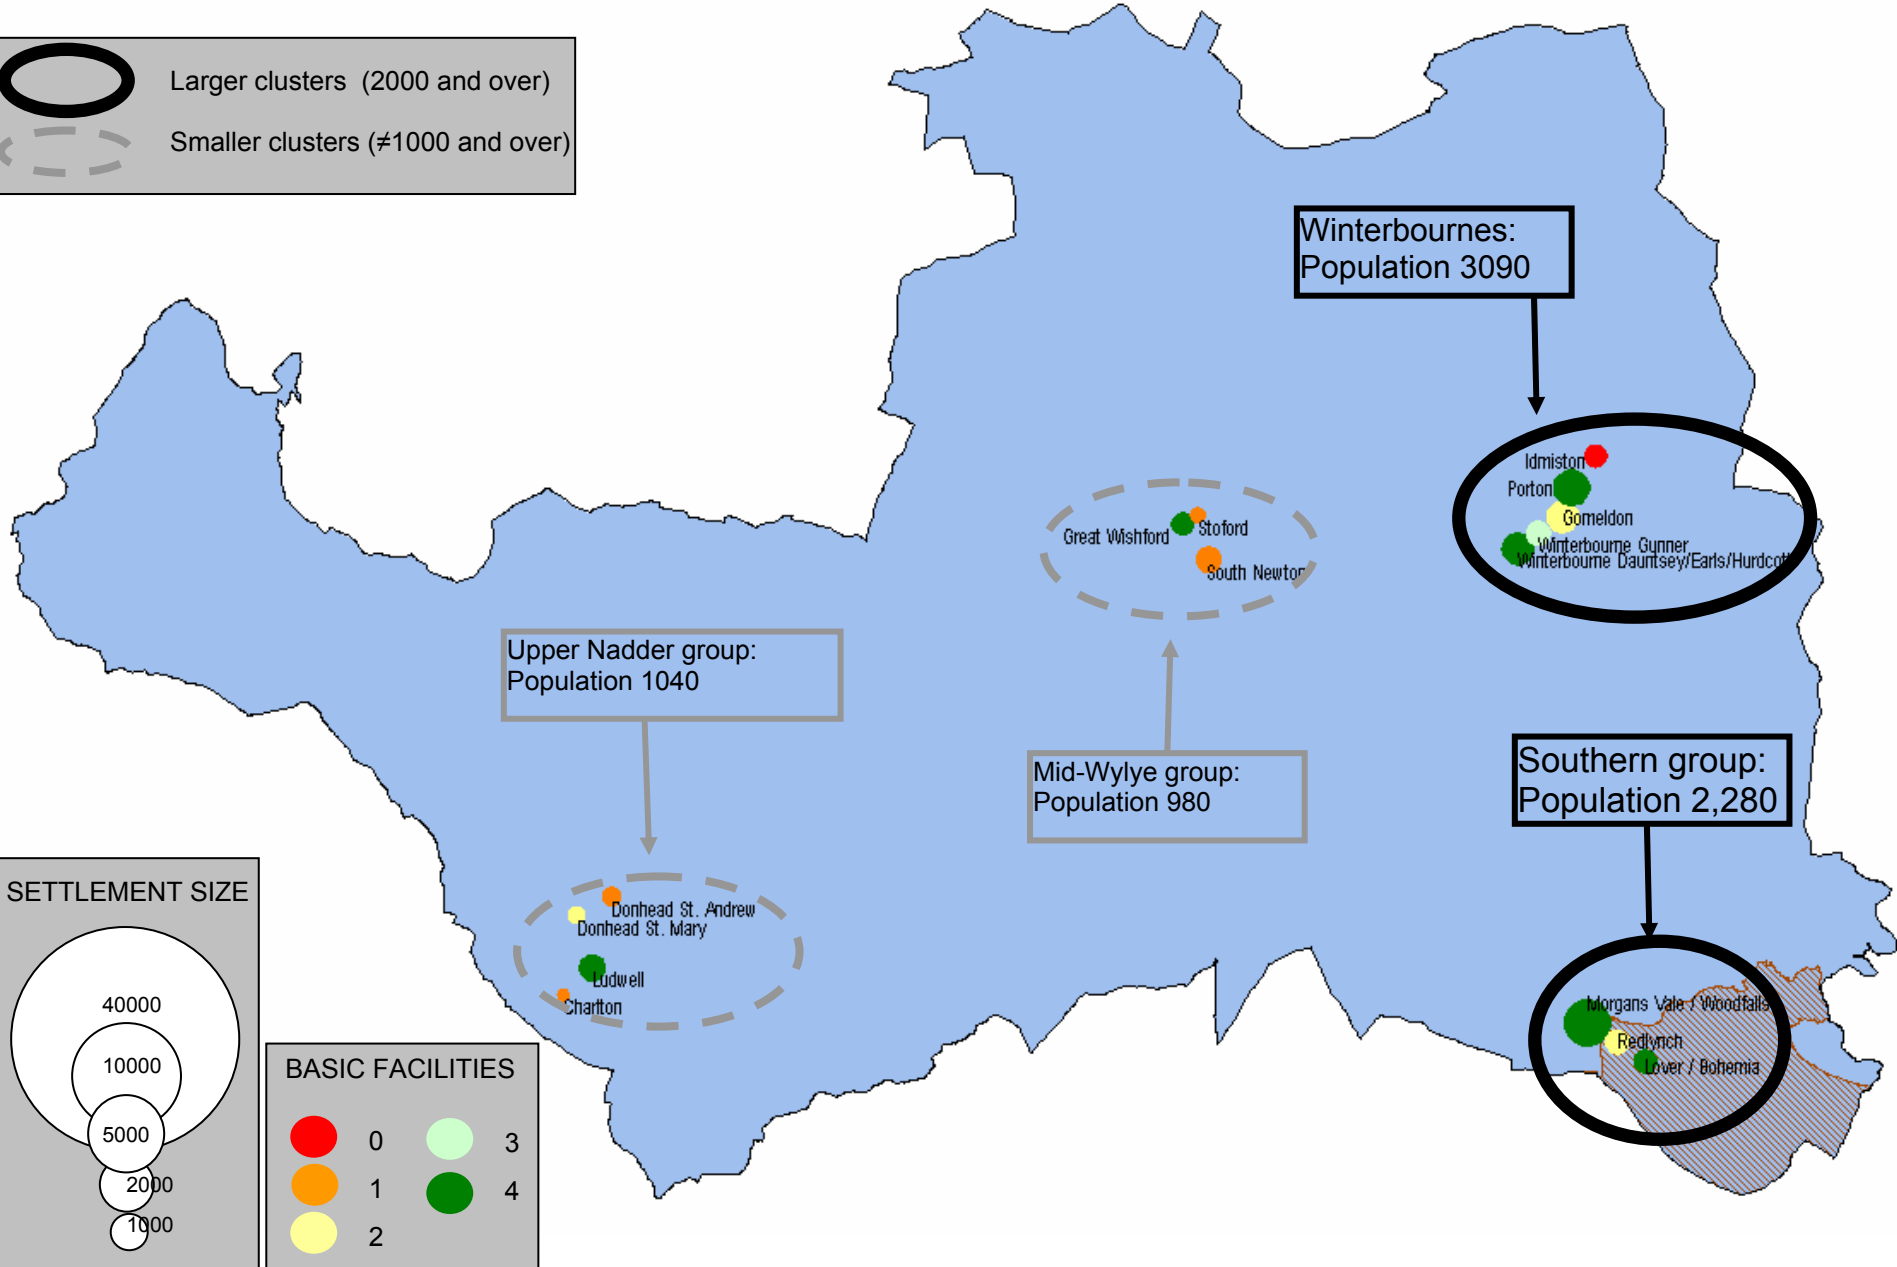 Larger clusters (2000 and over)
Smaller clusters (≠1000 and over)
Winterbournes:
Population 3090
Idmiston
Porton
Gomeldon
Winterbourne Gunner
Winterbourne Dauntsey/Earls/Hurdcot
Great Wishford
Stoford
South Newton
Upper Nadder group:
Population 1040
Mid-Wylye group:
Population 980
Southern group:
Population 2,280
Donhead St. Andrew
Donhead St. Mary
Ludwell
Charlton
Morgans Vale / Woodfalls
Redlynch
Lover / Bohemia
SETTLEMENT SIZE
40000
10000
5000
2000
1000
BASIC FACILITIES
0
3
1
4
2